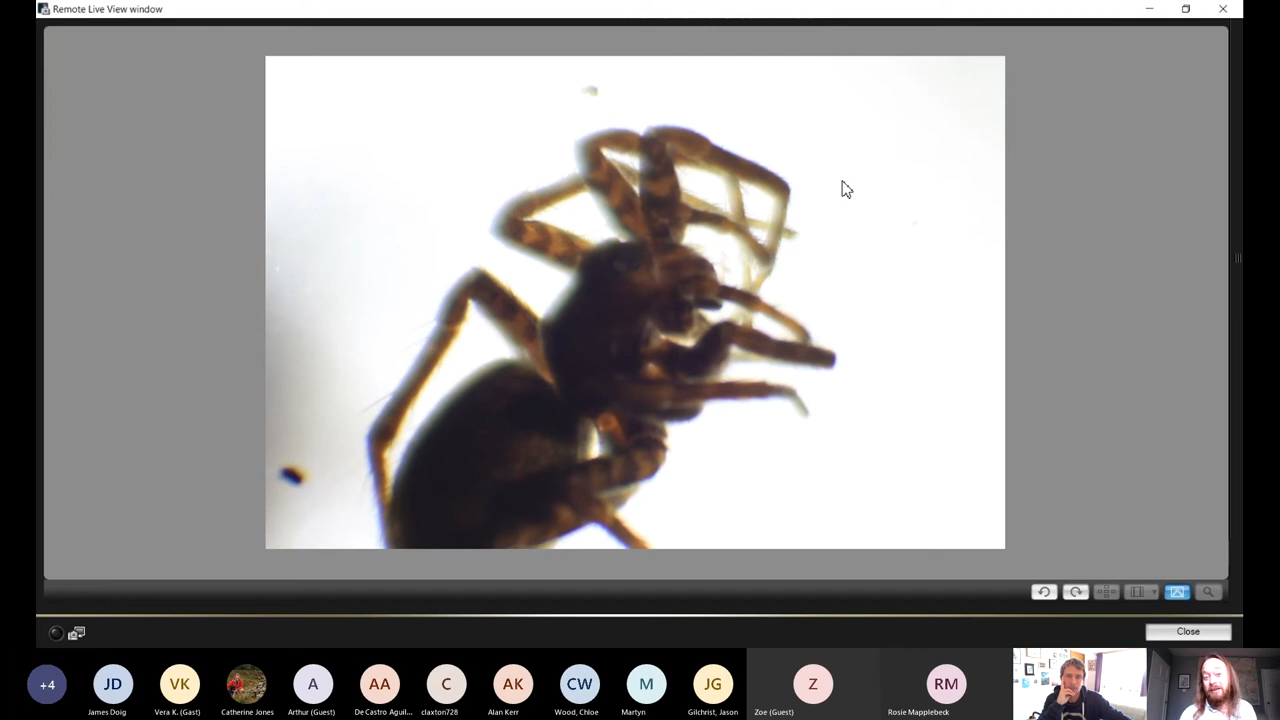 Remote Live View window
Close
+4
JD
VK
A
AA
C
AK
CW
M
JG
Z
RM
James Doig
Vera K. (Gast)
Catherine Jones
Arthur (Guest)
De Castro Aguil...
claxton728
Alan Kerr
Wood, Chloe
Martyn
Gilchrist, Jason
Zoe (Guest)
Rosie Mapplebeck